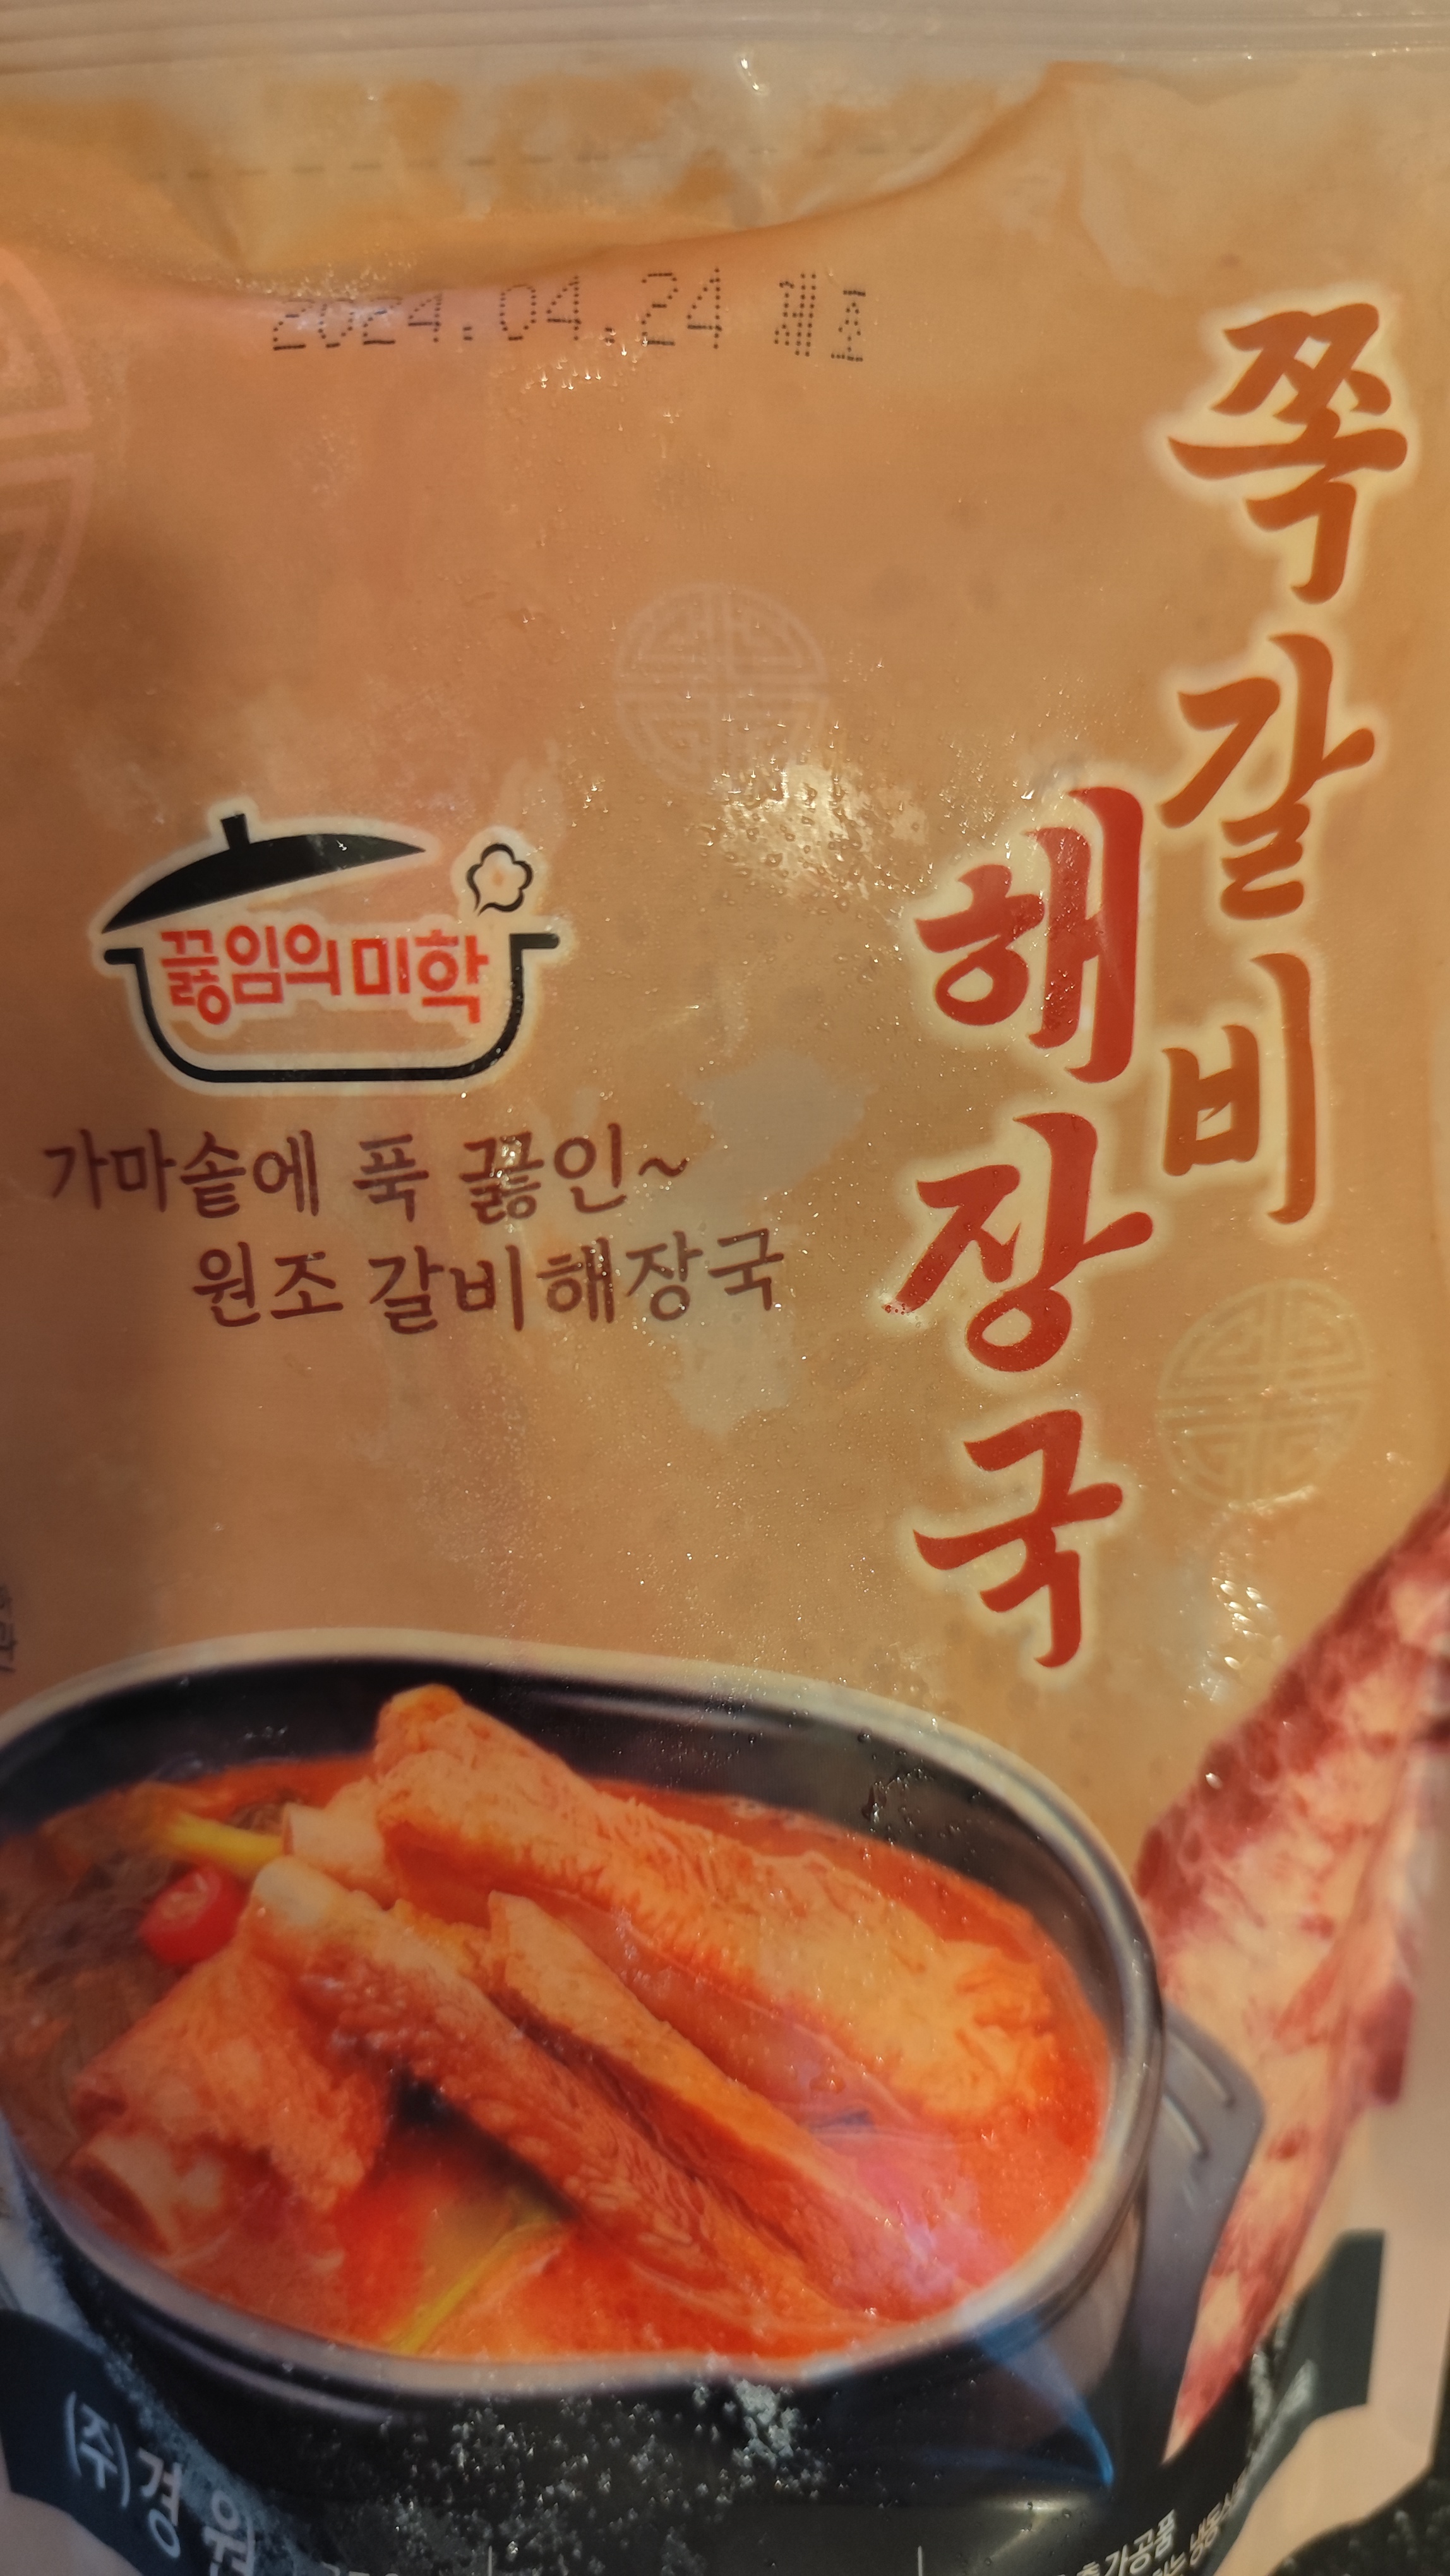 2024.04.24 제조
쪽갈비
해장국
끓임의미학
가마솥에 푹 끓인~
원조 갈비해장국
(주)경원